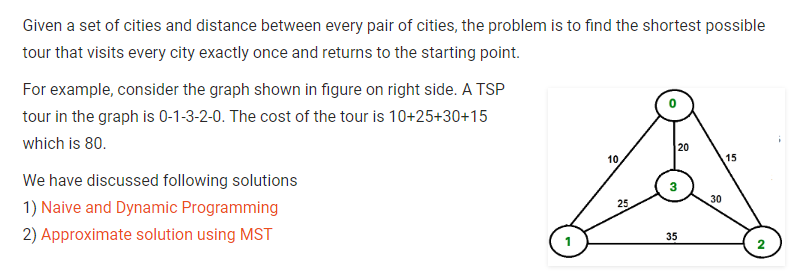 Given a set of cities and distance between every pair of cities, the problem is to find the shortest possible
tour that visits every city exactly once and returns to the starting point.
For example, consider the graph shown in figure on right side. A TSP
tour in the graph is 0-1-3-2-0. The cost of the tour is 10+25+30+15
which is 80.
We have discussed following solutions
1) Naive and Dynamic Programming
2) Approximate solution using MST
0
20
10
15
3
25
30
35
1
2